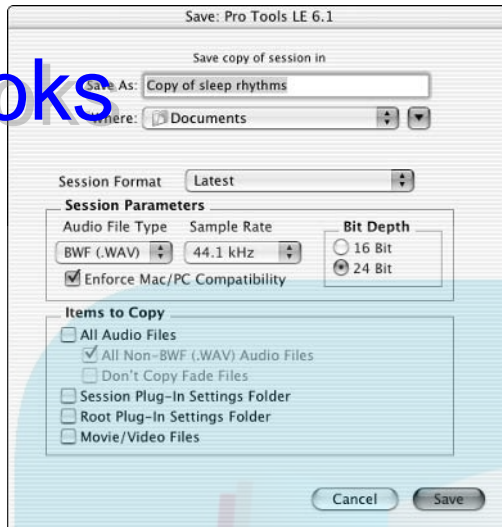 Save: Pro Tools LE 6.1
Save copy of session in
oks
Save As: Copy of sleep rhythms
Where: Documents
Session Format Latest
Session Parameters
Audio File Type Sample Rate Bit Depth
BWF (.WAV) 44.1 kHz 16 Bit
24 Bit
Enforce Mac/PC Compatibility
Items to Copy
All Audio Files
All Non-BWF (.WAV) Audio Files
Don't Copy Fade Files
Session Plug-In Settings Folder
Root Plug-In Settings Folder
Movie/Video Files
Cancel Save